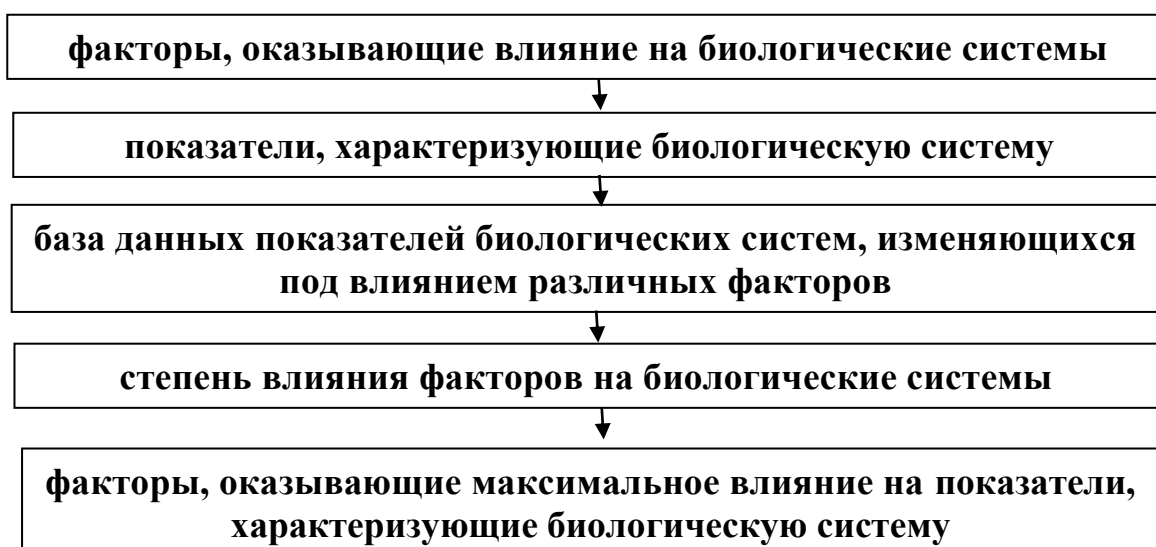 факторы, оказывающие влияние на биологические системы
показатели, характеризующие биологическую систему
база данных показателей биологических систем, изменяющихся
под влиянием различных факторов
степень влияния факторов на биологические системы
факторы, оказывающие максимальное влияние на показатели,
характеризующие биологическую систему